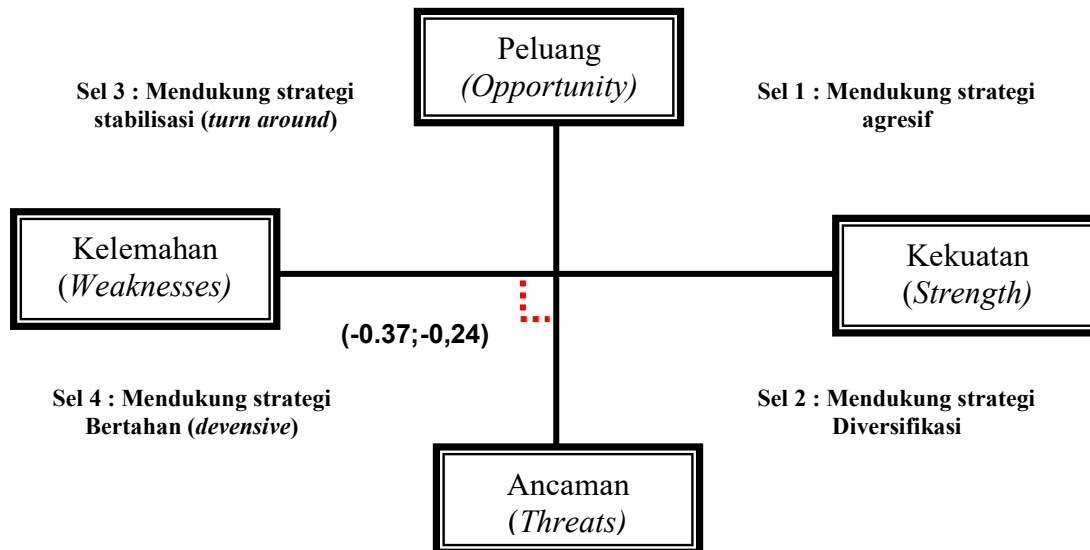 Peluang
(Opportunity)
Sel 3 : Mendukung strategi
stabilisasi (turn around)
Sel 1 : Mendukung strategi
agresif
Kelemahan
(Weaknesses)
Kekuatan
(Strength)
(-0.37;-0,24)
Sel 4 : Mendukung strategi
Bertahan (devensive)
Sel 2 : Mendukung strategi
Diversifikasi
Ancaman
(Threats)